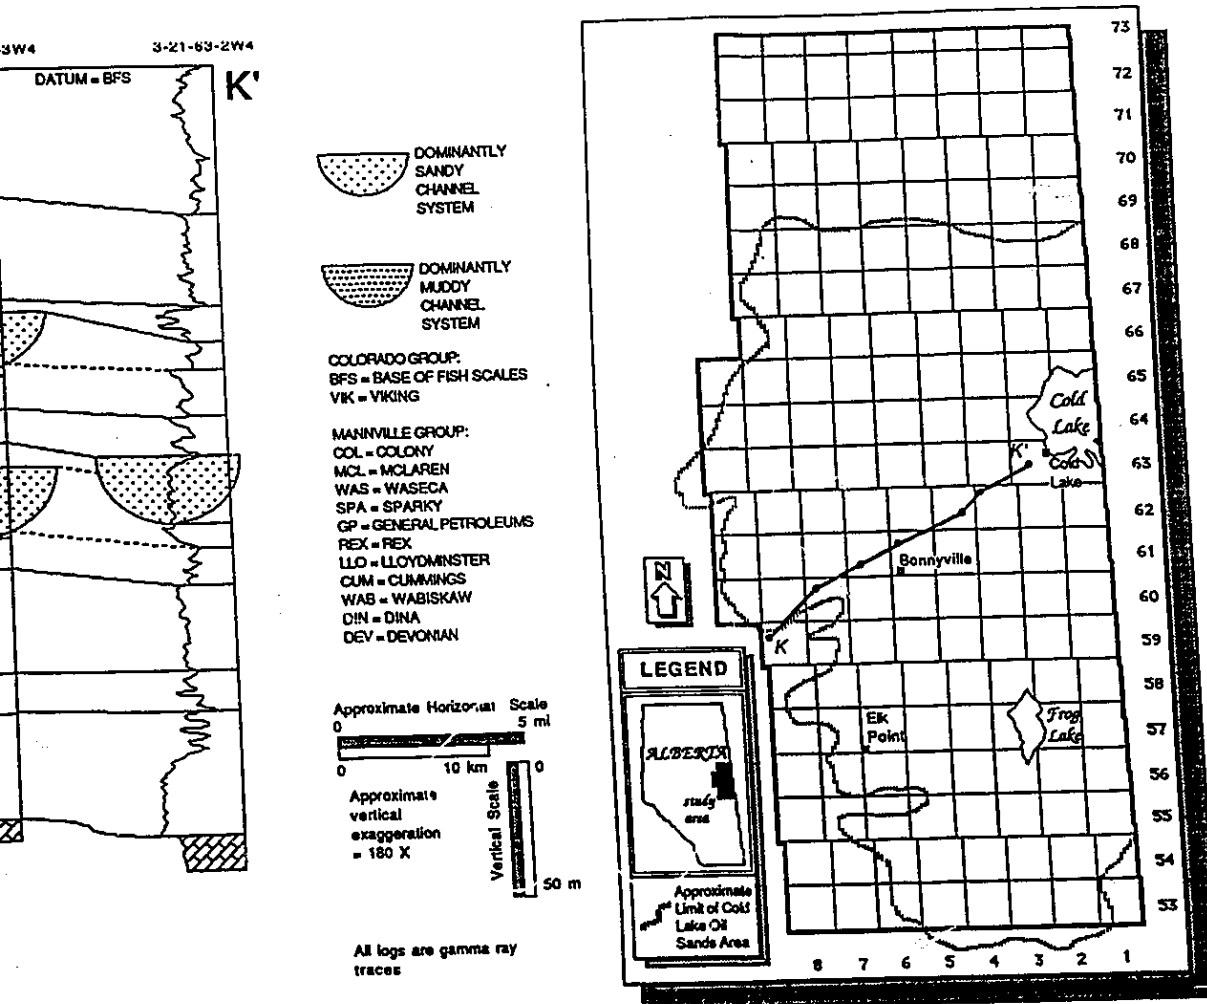 3W4
3-21-63-2W4
DATUM = BFS
K'
DOMINANTLY
SANDY
CHANNEL
SYSTEM
DOMINANTLY
MUDDY
CHANNEL
SYSTEM
COLORADO GROUP:
BFS = BASE OF FISH SCALES
VIK = VIKING
MANNVILLE GROUP:
COL = COLONY
MCL = MCLAREN
WAS = WASECA
SPA = SPARKY
GP = GENERAL PETROLEUMS
REX = REX
LLO = LLOYDMINSTER
CUM = CUMMINGS
WAB = WABISKAW
DIN = DINA
DEV = DEVONIAN
Approximate Horizontal Scale
0 5 mi
0 10 km
Approximate
vertical
exaggeration
= 180 X
Vertical Scale
0
50 m
All logs are gamma ray
traces
73
72
71
70
69
68
67
66
65
64
63
62
61
60
59
58
57
56
55
54
53
Cold
Lake
K'
Cold
Lake
Bonnyville
K
Elk
Point
Frog
Lake
N
LEGEND
ALBERTA
study
area
Approximate
Limit of Cold
Lake Oil
Sands Area
8 7 6 5 4 3 2 1